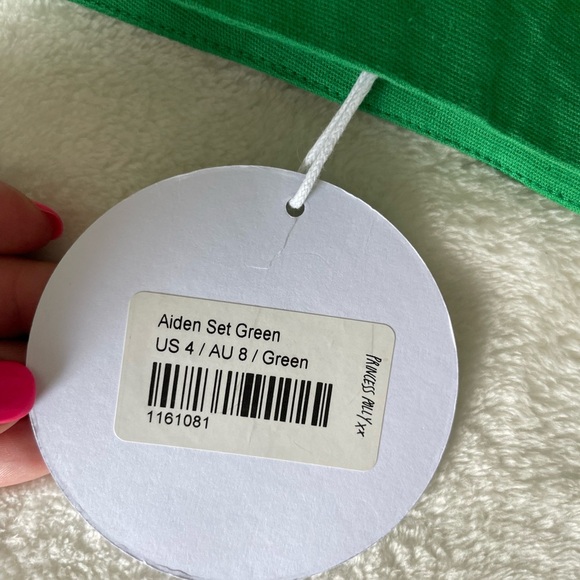 Aiden Set Green
US 4 / AU 8 / Green
1161081
PRINCESS POLLY xx